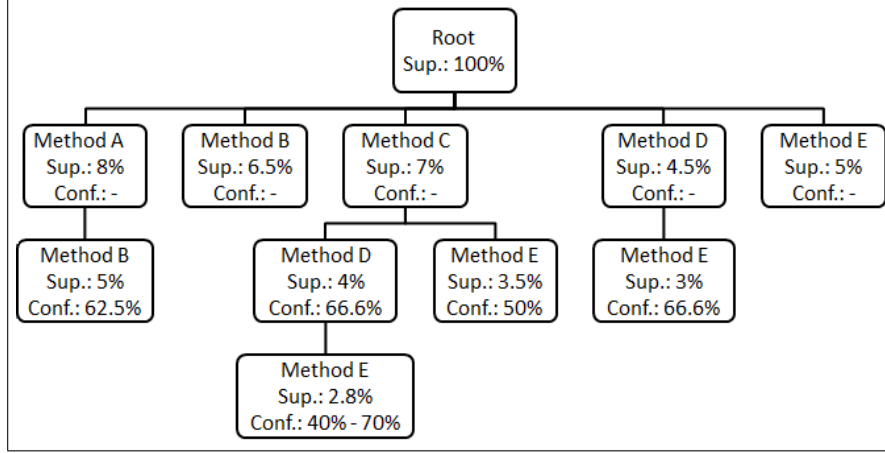 Root
Sup.: 100%
Method A
Sup.: 8%
Conf.: -
Method B
Sup.: 6.5%
Conf.: -
Method C
Sup.: 7%
Conf.: -
Method D
Sup.: 4.5%
Conf.: -
Method E
Sup.: 5%
Conf.: -
Method B
Sup.: 5%
Conf.: 62.5%
Method D
Sup.: 4%
Conf.: 66.6%
Method E
Sup.: 3.5%
Conf.: 50%
Method E
Sup.: 3%
Conf.: 66.6%
Method E
Sup.: 2.8%
Conf.: 40% - 70%